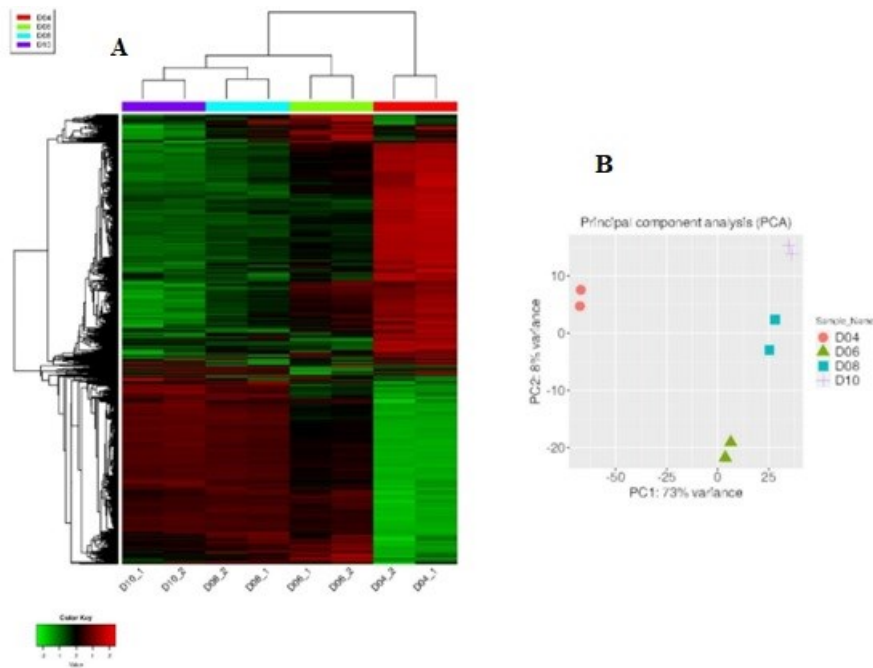 D04
D06
D08
D10
A
D10_1
D10_2
D08_2
D08_1
D06_1
D06_2
D04_2
D04_1
Color Key
Value
B
Principal component analysis (PCA)
10
0
-10
-20
PC2: 8% variance
-50
-25
0
25
PC1: 73% variance
Sample_Name
D04
D06
D08
D10